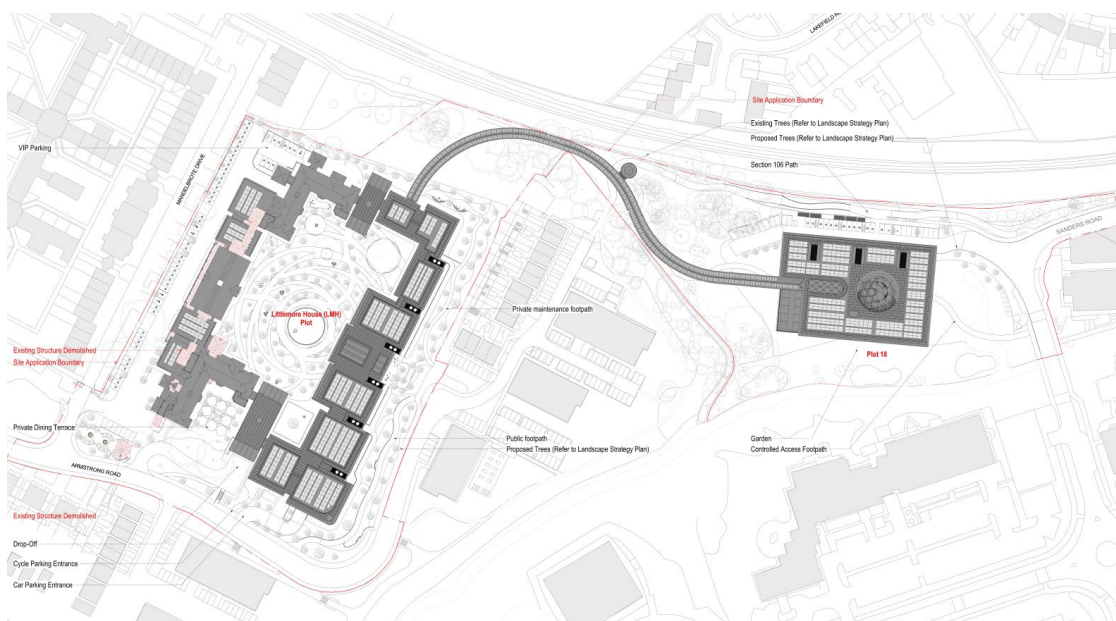 LAKEFIELD R
Site Application Boundary
Existing Trees (Refer to Landscape Strategy Plan)
Proposed Trees (Refer to Landscape Strategy Plan)
VIP Parking
Section 106 Path
MANDELBROTE DRIVE
SANDERS ROAD
Private maintenance footpath
Littlemore House (LMH)
Plot
Existing Structure Demolished
Plot 18
Site Application Boundary
Private Dining Terrace
Public footpath
Garden
Proposed Trees (Refer to Landscape Strategy Plan)
Controlled Access Footpath
ARMSTRONG ROAD
Existing Structure Demolished
Drop-Off
Cycle Parking Entrance
Car Parking Entrance